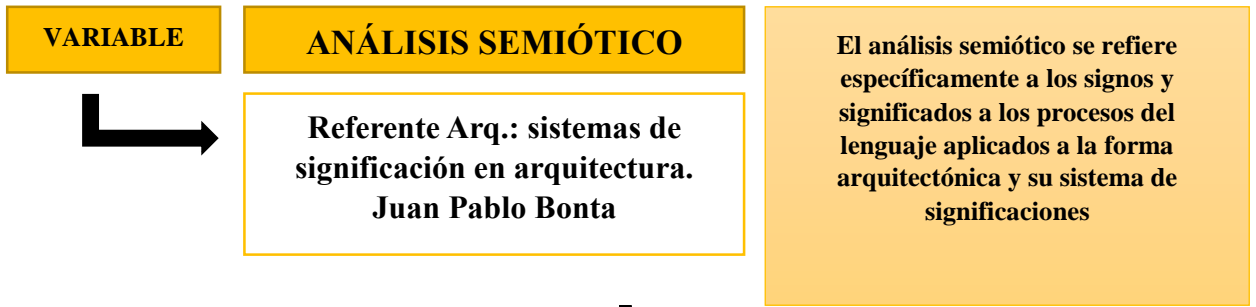 VARIABLE
ANÁLISIS SEMIÓTICO
Referente Arq.: sistemas de
significación en arquitectura.
Juan Pablo Bonta
El análisis semiótico se refiere
específicamente a los signos y
significados a los procesos del
lenguaje aplicados a la forma
arquitectónica y su sistema de
significaciones